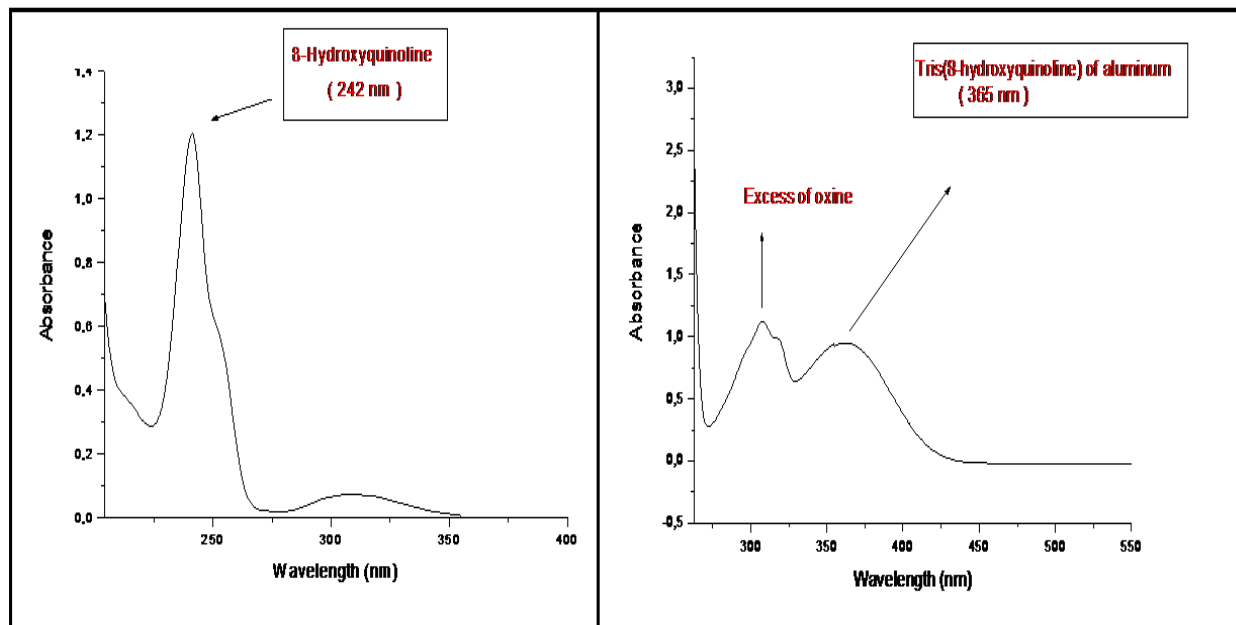 8-Hydroxyquinoline
( 242 nm )
1,4
1,2
1,0
0,8
0,6
0,4
0,2
0,0
Absorbance
250
300
350
400
Wavelength (nm)
Tris(8-hydroxyquinoline) of aluminum
( 365 nm )
Excess of oxine
3,0
2,5
2,0
1,5
1,0
0,5
0,0
-0,5
Absorbance
300
350
400
450
500
550
Wavelength (nm)